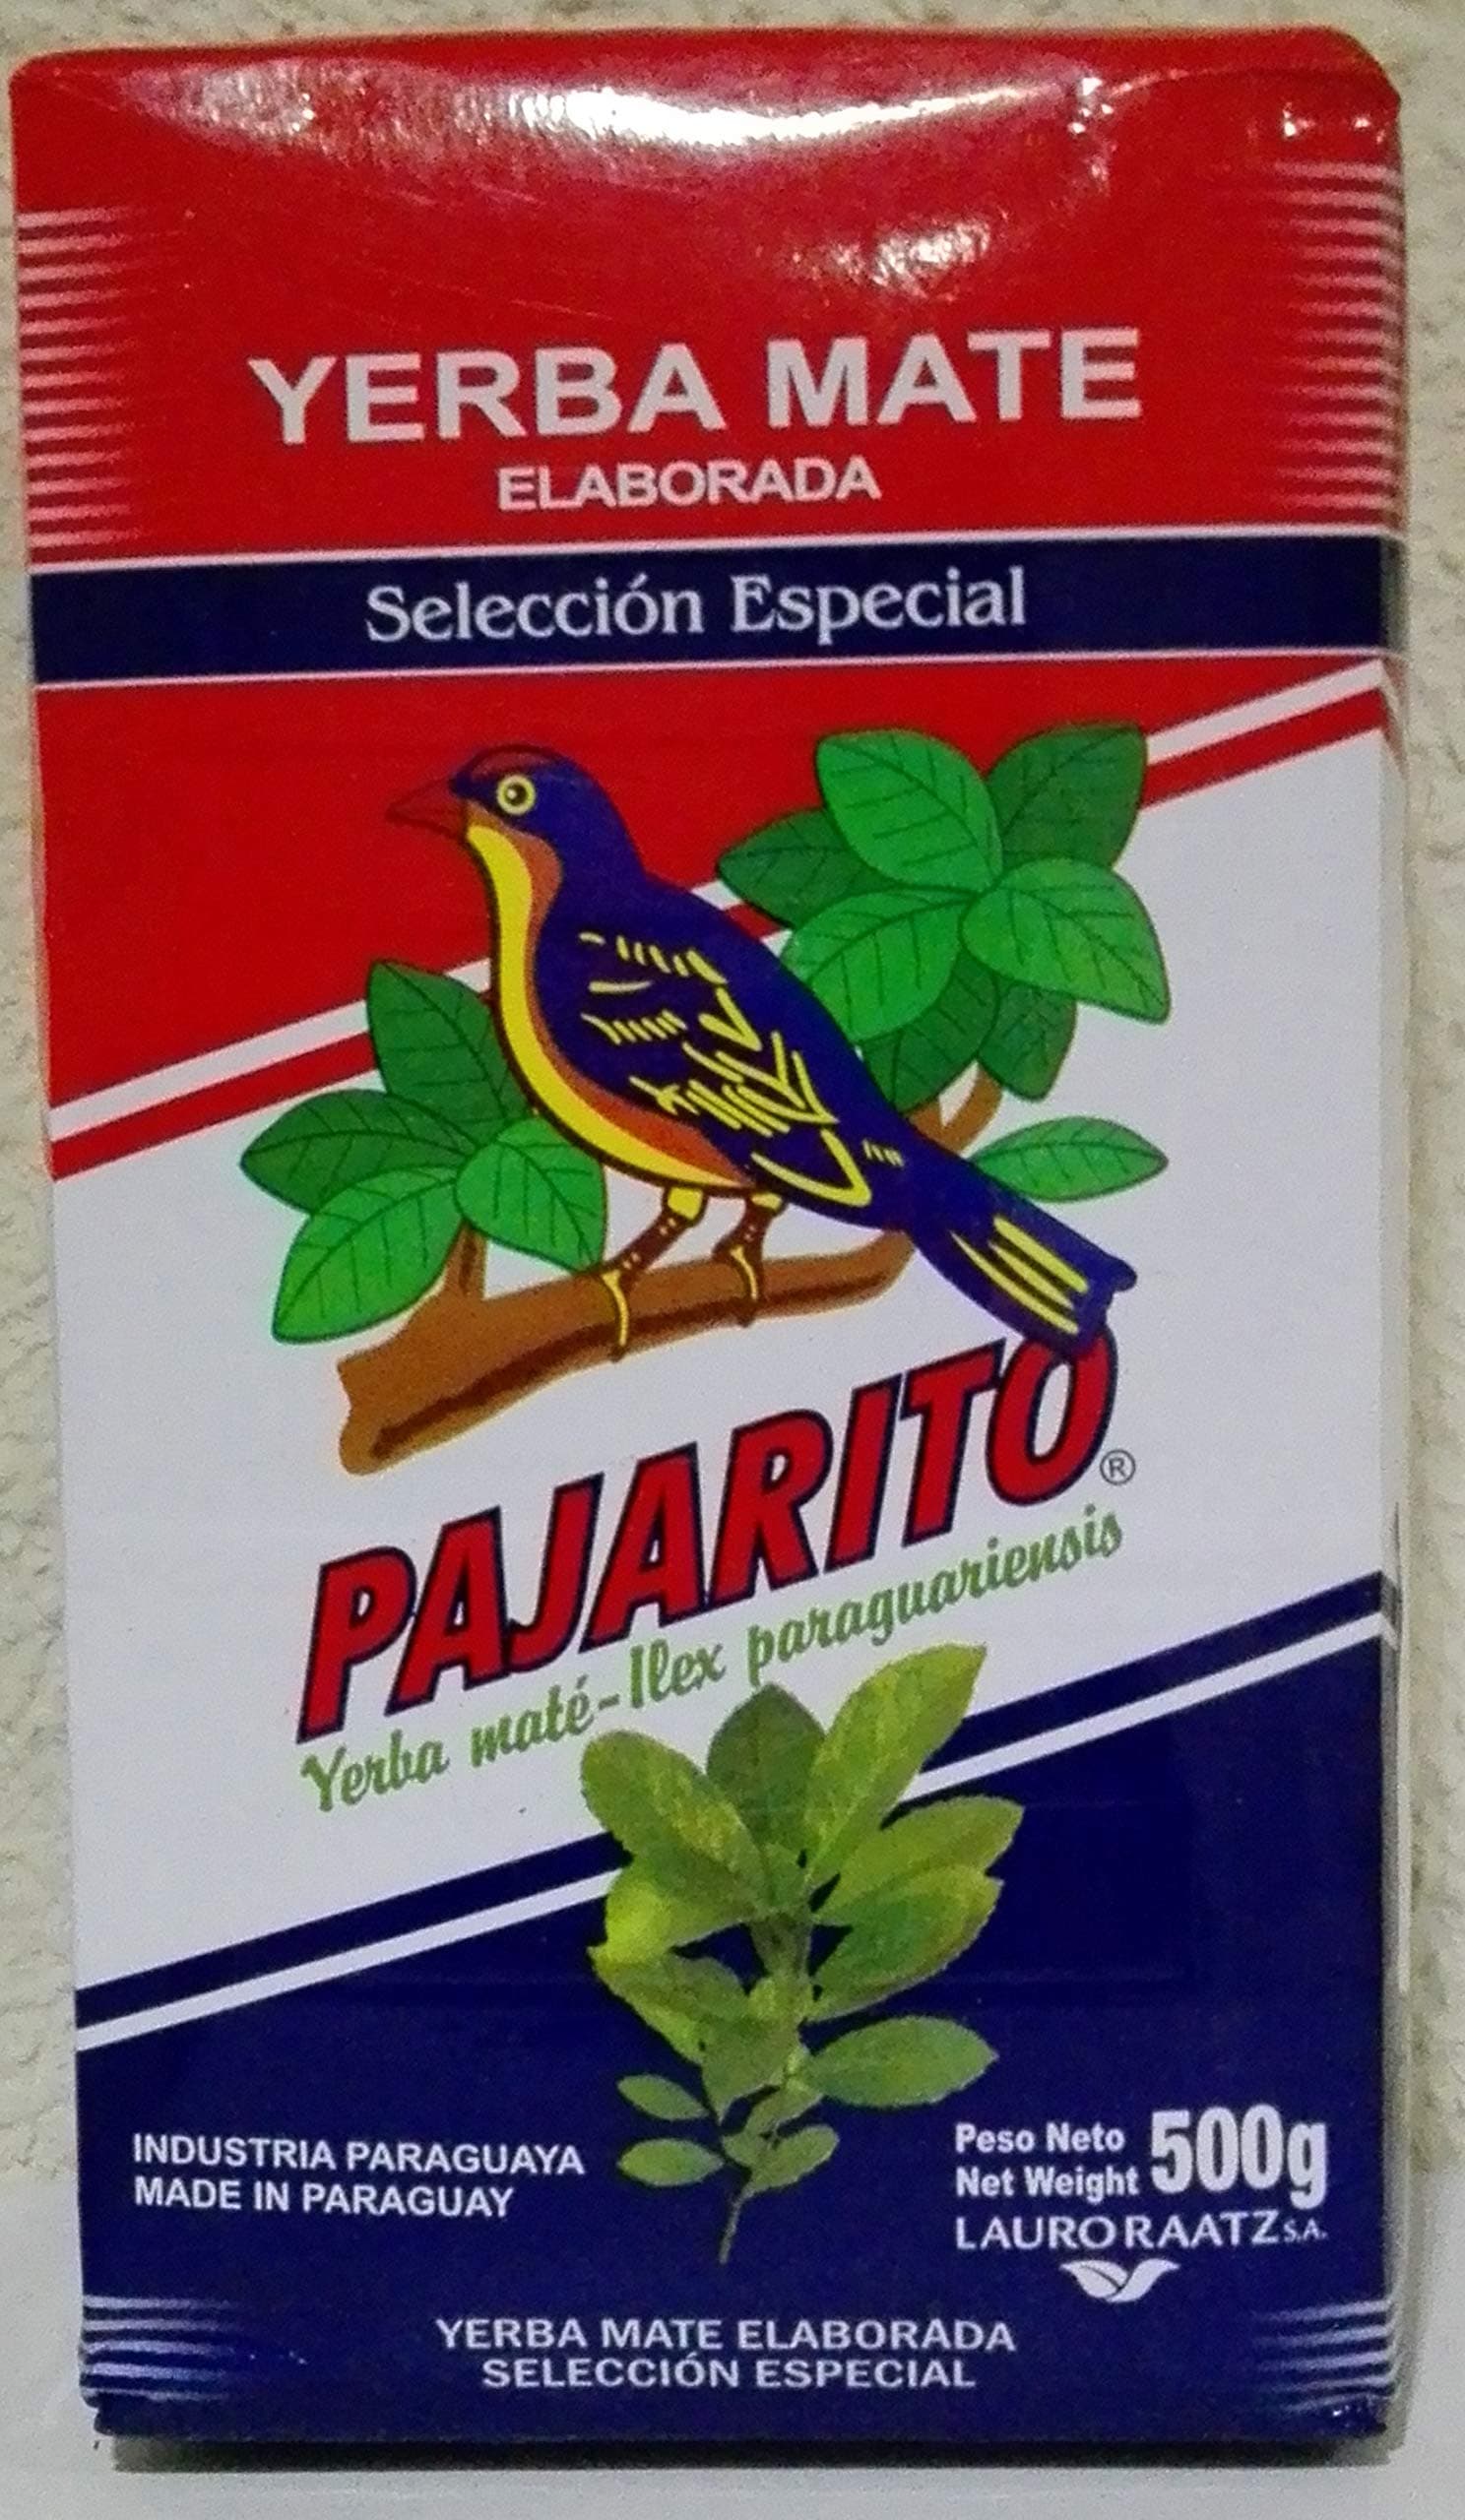 YERBA MATE
ELABORADA
Selección Especial
PAJARITO®
Yerba maté-Ilex paraguariensis
INDUSTRIA PARAGUAYA
MADE IN PARAGUAY
Peso Neto
Net Weight 500g
LAURO RAATZ S.A.
YERBA MATE ELABORADA
SELECCIÓN ESPECIAL